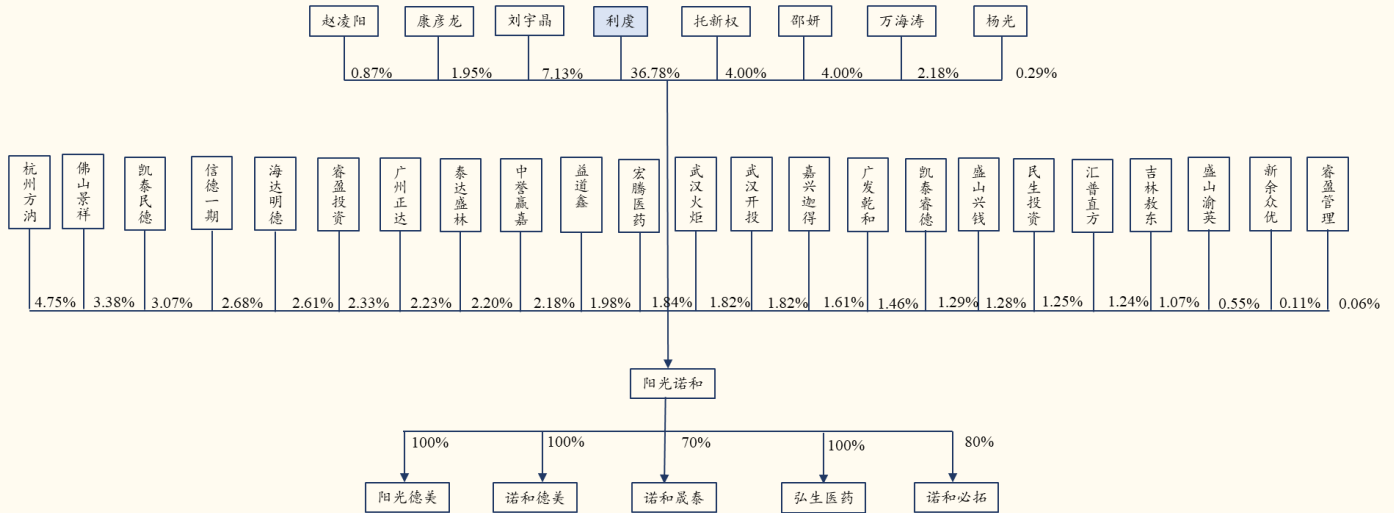 赵凌阳
康彦龙
刘宇晶
利虔
托新权
邵妍
万海涛
杨光
0.87%
1.95%
7.13%
36.78%
4.00%
4.00%
2.18%
0.29%
杭州方汭
佛山景祥
凯泰民德
信德一期
海达明德
睿盈投资
广州正达
泰达盛林
中誉赢嘉
益道鑫
宏腾医药
武汉火炬
武汉开投
嘉兴迦得
广发乾和
凯泰睿德
盛山兴钱
民生投资
汇普直方
吉林敖东
盛山渝英
新余众优
睿盈管理
4.75%
3.38%
3.07%
2.68%
2.61%
2.33%
2.23%
2.20%
2.18%
1.98%
1.84%
1.82%
1.82%
1.61%
1.46%
1.29%
1.28%
1.25%
1.24%
1.07%
0.55%
0.11%
0.06%
阳光诺和
100%
100%
70%
100%
80%
阳光德美
诺和德美
诺和晟泰
弘生医药
诺和必拓